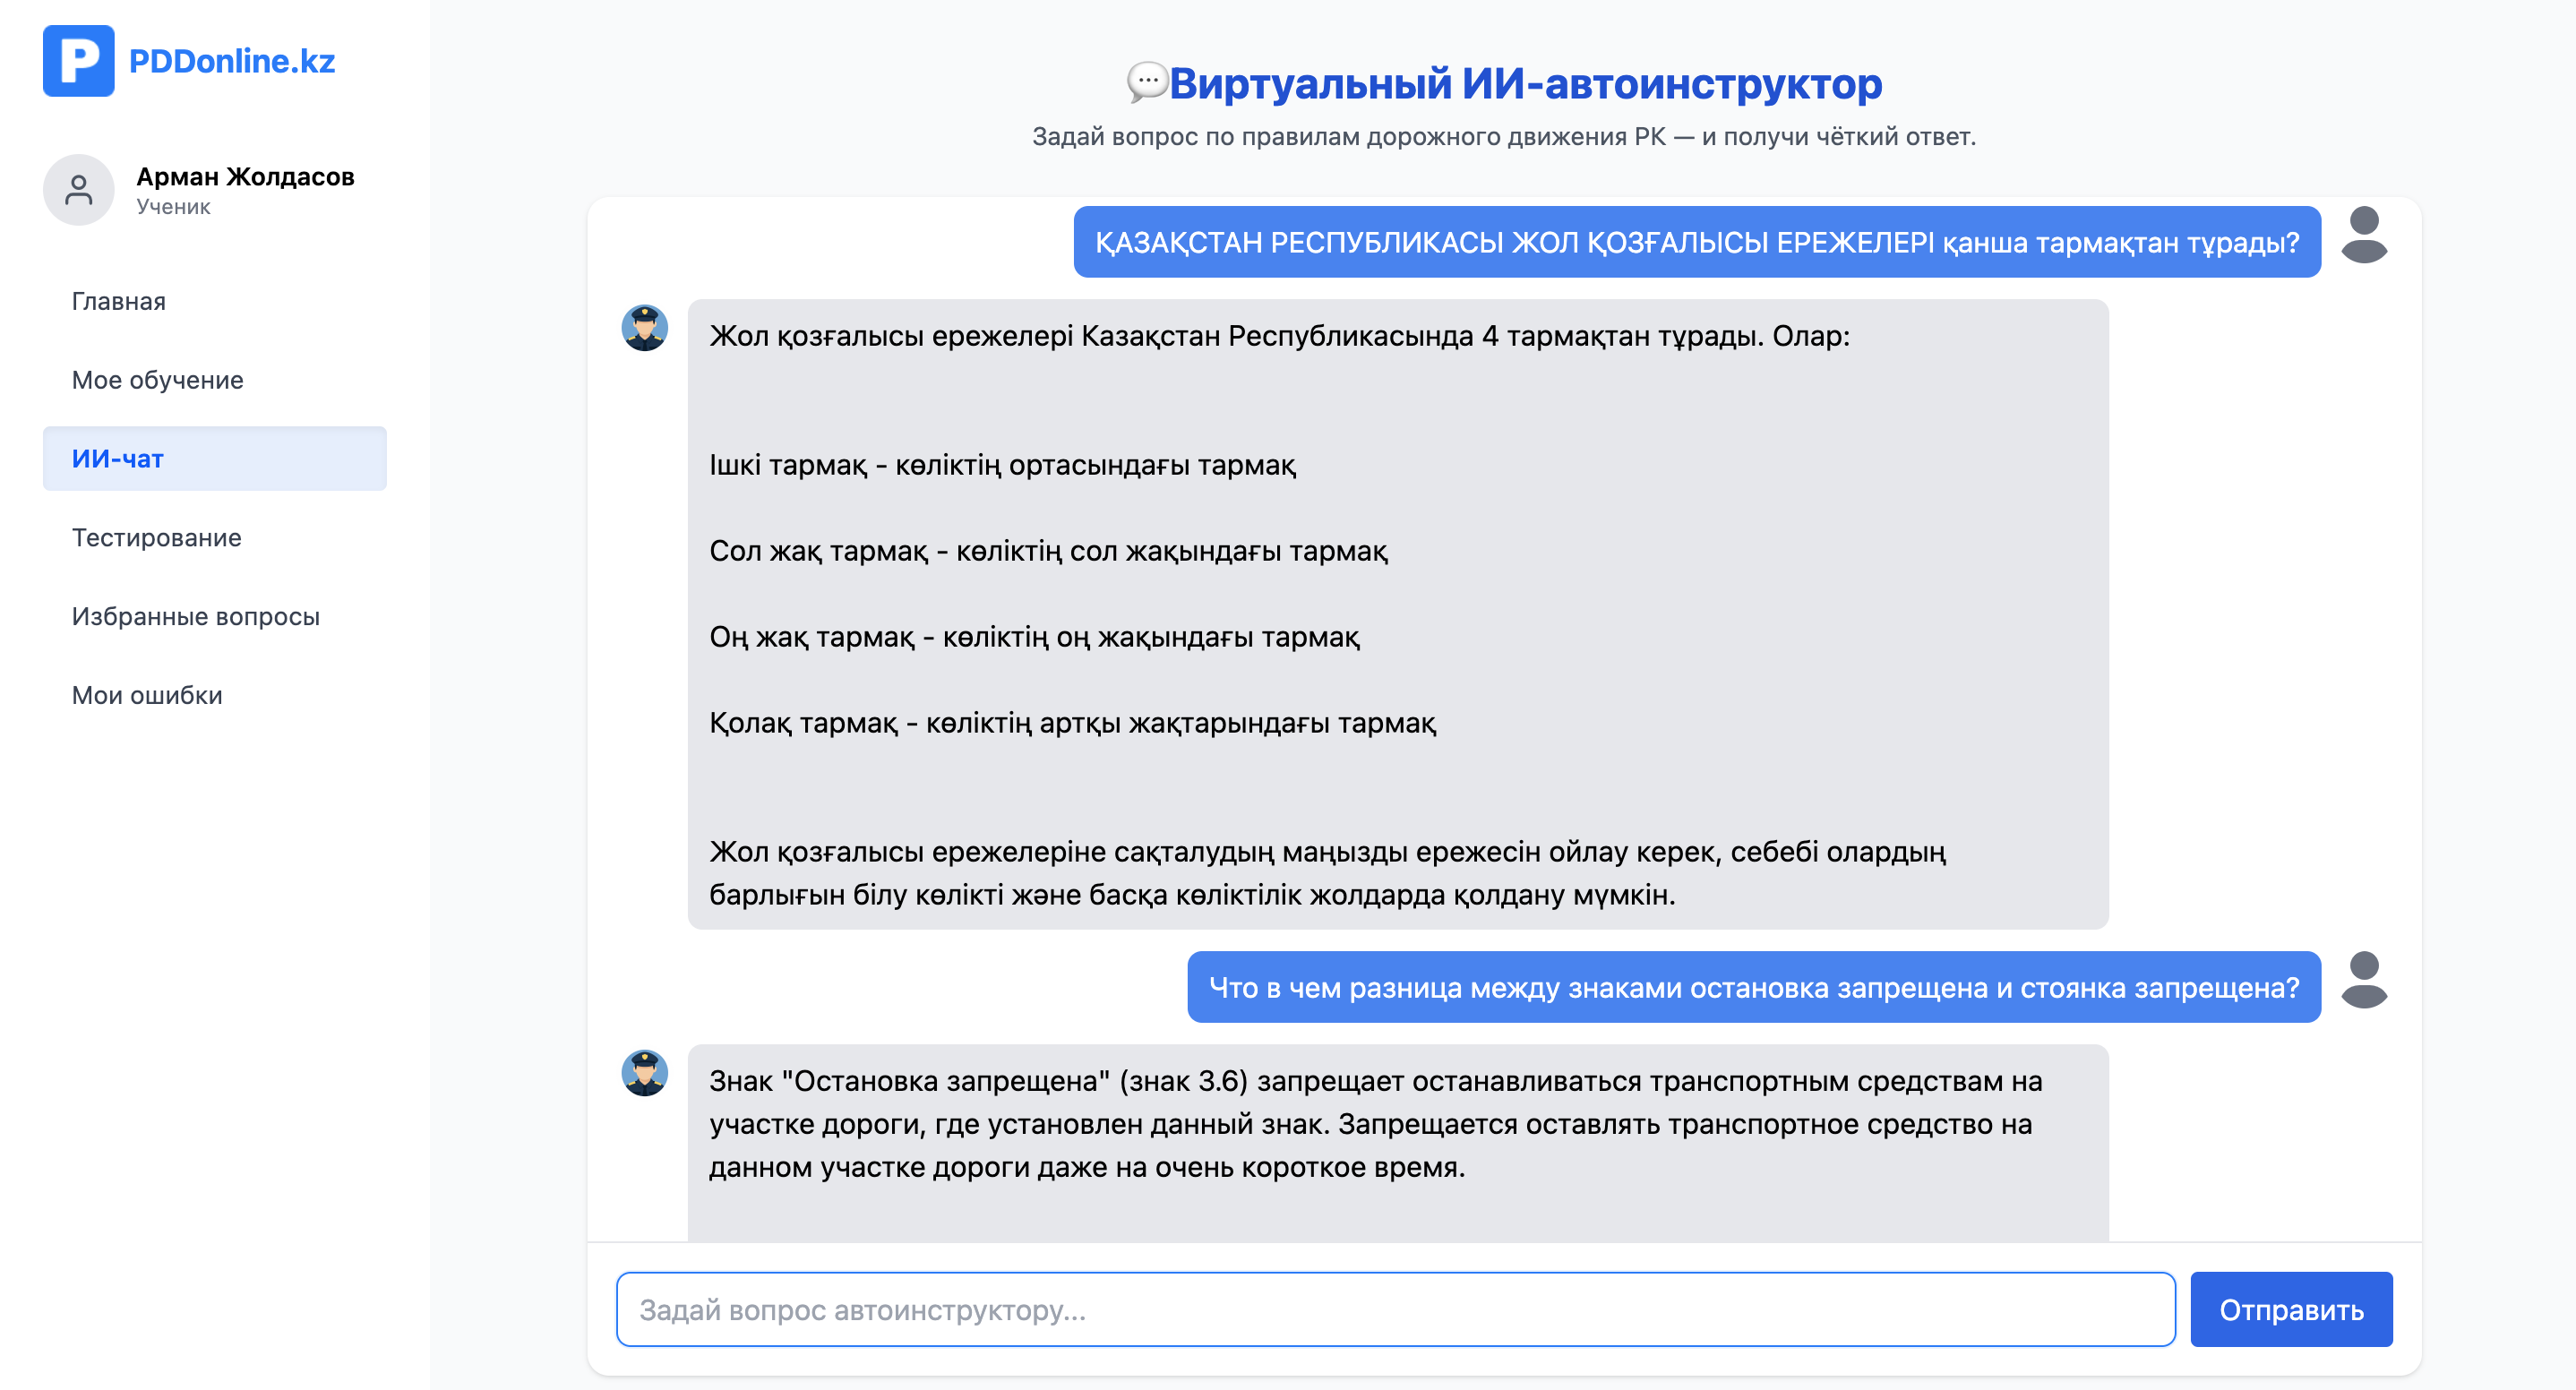 PDDonline.kz
Арман Жолдасов
Ученик
Главная
Мое обучение
ИИ-чат
Тестирование
Избранные вопросы
Мои ошибки
Виртуальный ИИ-автоинструктор
Задай вопрос по правилам дорожного движения РК — и получи чёткий ответ.
ҚАЗАҚСТАН РЕСПУБЛИКАСЫ ЖОЛ ҚОЗҒАЛЫСЫ ЕРЕЖЕЛЕРІ қанша тармақтан тұрады?
Жол қозғалысы ережелері Казақстан Республикасында 4 тармақтан тұрады. Олар:
Ішкі тармақ - көліктің ортасындағы тармақ
Сол жақ тармақ - көліктің сол жақындағы тармақ
Оң жақ тармақ - көліктің оң жақындағы тармақ
Қолақ тармақ - көліктің артқы жақтарындағы тармақ
Жол қозғалысы ережелеріне сақталудың маңызды ережесін ойлау керек, себебі олардың
барлығын білу көлікті және басқа көліктілік жолдарда қолдану мүмкін.
Что в чем разница между знаками остановка запрещена и стоянка запрещена?
Знак "Остановка запрещена" (знак 3.6) запрещает останавливаться транспортным средствам на
участке дороги, где установлен данный знак. Запрещается оставлять транспортное средство на
данном участке дороги даже на очень короткое время.
Задай вопрос автоинструктору...
Отправить